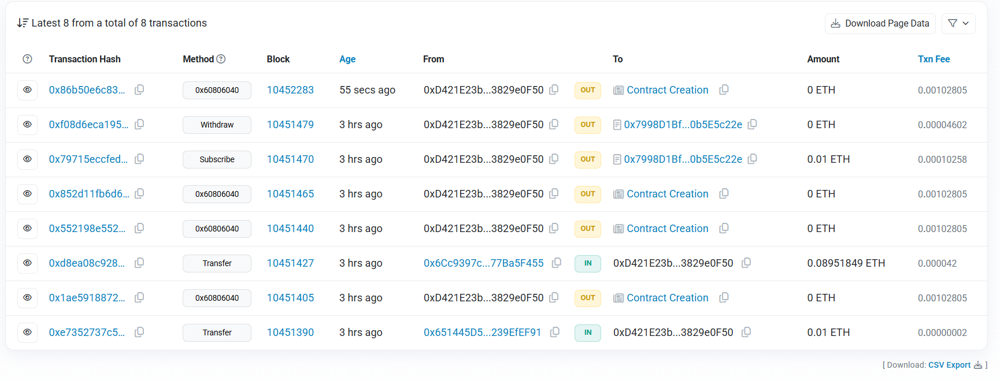 Latest 8 from a total of 8 transactions
Download Page Data
Transaction Hash Method Block Age From To Amount Txn Fee
0x86b50e6c83... 0x60806040 10452283 55 secs ago 0xD421E23b...3829e0F50 OUT Contract Creation 0 ETH 0.00102805
0xf08d6eca195... Withdraw 10451479 3 hrs ago 0xD421E23b...3829e0F50 OUT 0x7998D1Bf...0b5E5c22e 0 ETH 0.00004602
0x79715eccfed... Subscribe 10451470 3 hrs ago 0xD421E23b...3829e0F50 OUT 0x7998D1Bf...0b5E5c22e 0.01 ETH 0.00010258
0x852d11fb6d6... 0x60806040 10451465 3 hrs ago 0xD421E23b...3829e0F50 OUT Contract Creation 0 ETH 0.00102805
0x552198e552... 0x60806040 10451440 3 hrs ago 0xD421E23b...3829e0F50 OUT Contract Creation 0 ETH 0.00102805
0xd8ea08c928... Transfer 10451427 3 hrs ago 0x6Cc9397c...77Ba5F455 IN 0xD421E23b...3829e0F50 0.08951849 ETH 0.000042
0x1ae5918872... 0x60806040 10451405 3 hrs ago 0xD421E23b...3829e0F50 OUT Contract Creation 0 ETH 0.00102805
0xe7352737c5... Transfer 10451390 3 hrs ago 0x651445D5...239EfEF91 IN 0xD421E23b...3829e0F50 0.01 ETH 0.00000002
[ Download: CSV Export ]